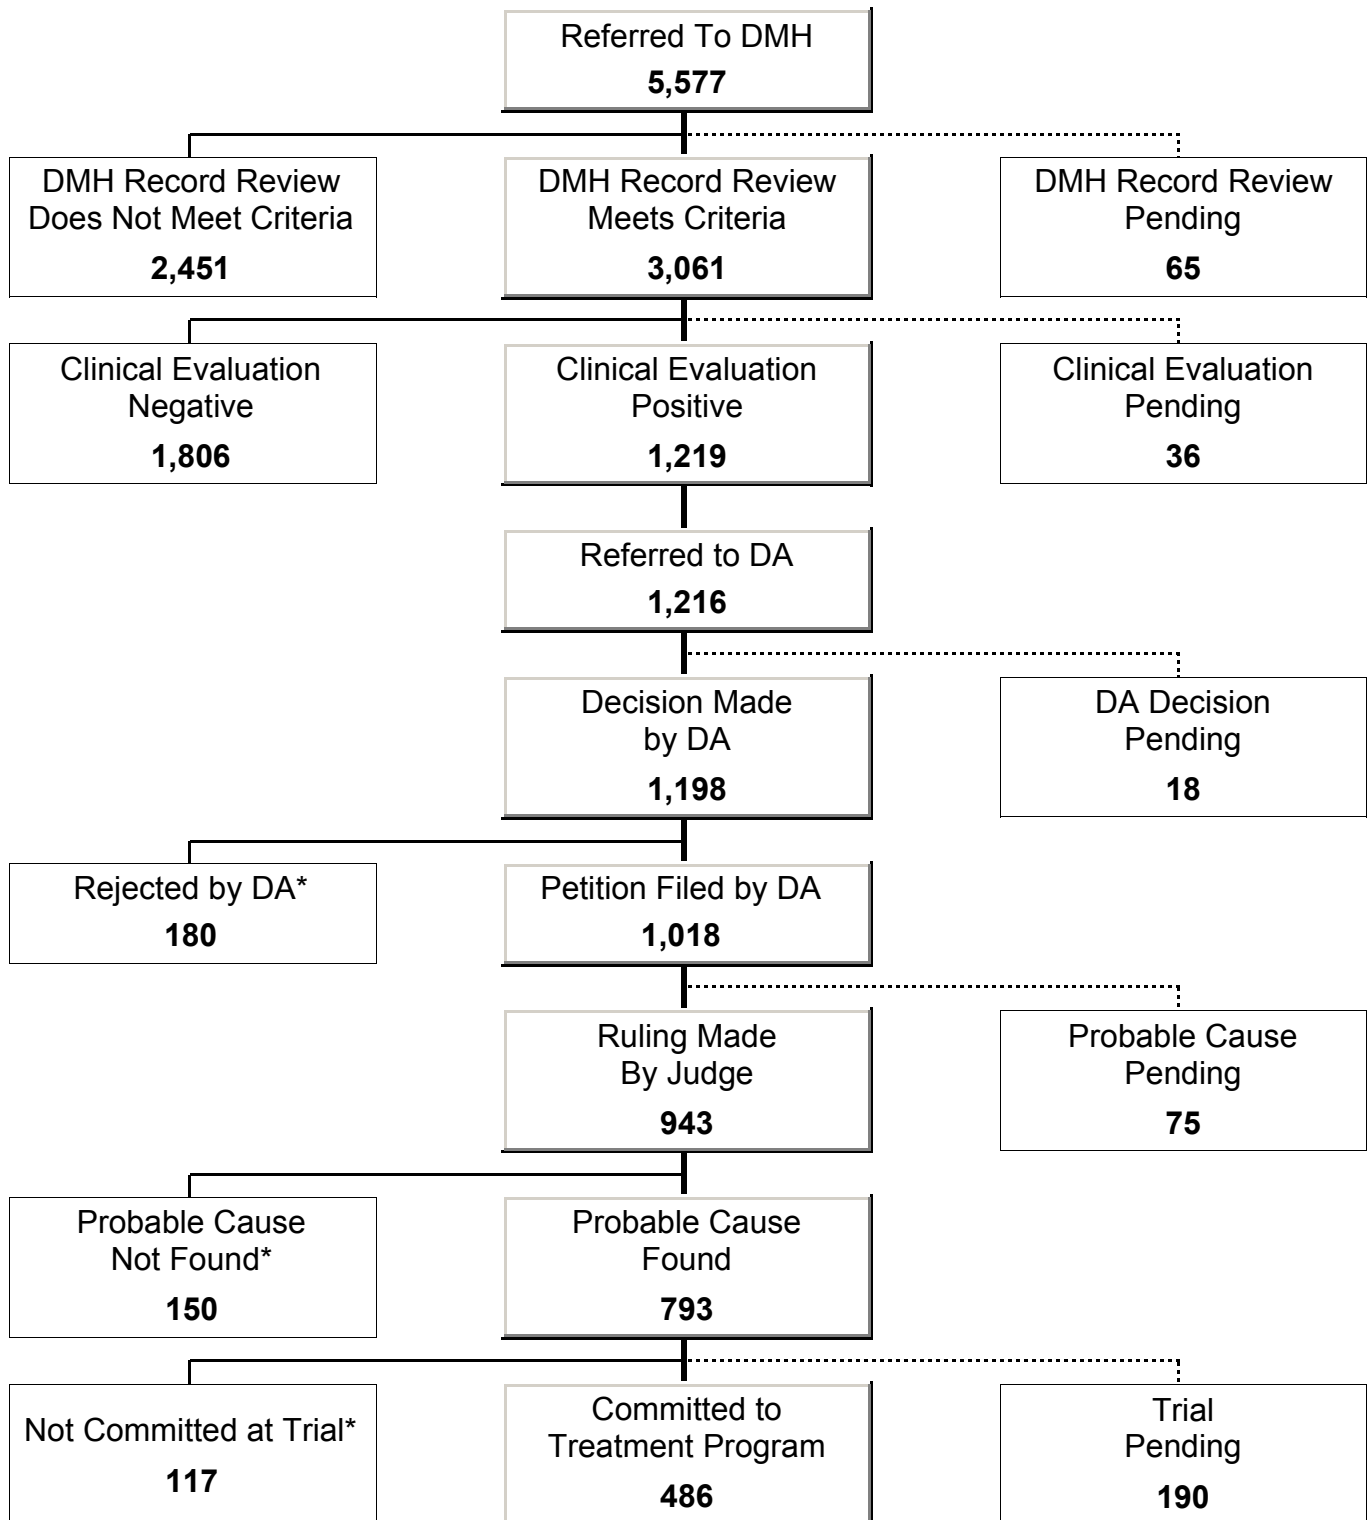 Referred To DMH
5,577
DMH Record Review
Does Not Meet Criteria
2,451
DMH Record Review
Meets Criteria
3,061
DMH Record Review
Pending
65
Clinical Evaluation
Negative
1,806
Clinical Evaluation
Positive
1,219
Clinical Evaluation
Pending
36
Referred to DA
1,216
Decision Made
by DA
1,198
DA Decision
Pending
18
Rejected by DA*
180
Petition Filed by DA
1,018
Ruling Made
By Judge
943
Probable Cause
Pending
75
Probable Cause
Not Found*
150
Probable Cause
Found
793
Not Committed at Trial*
117
Committed to
Treatment Program
486
Trial
Pending
190